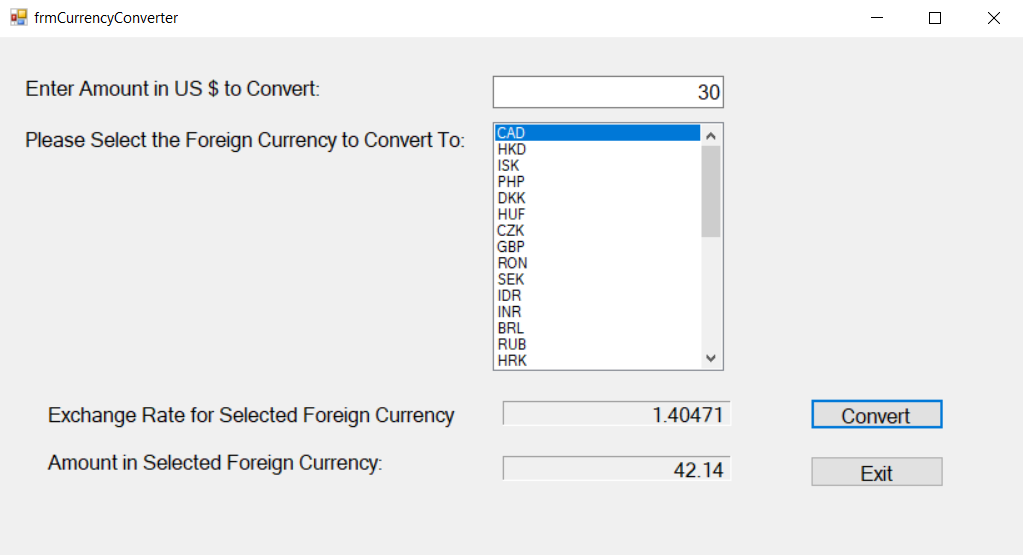 frmCurrencyConverter
Enter Amount in US $ to Convert:
30
Please Select the Foreign Currency to Convert To:
CAD
HKD
ISK
PHP
DKK
HUF
CZK
GBP
RON
SEK
IDR
INR
BRL
RUB
HRK
Exchange Rate for Selected Foreign Currency
1.40471
Convert
Amount in Selected Foreign Currency:
42.14
Exit